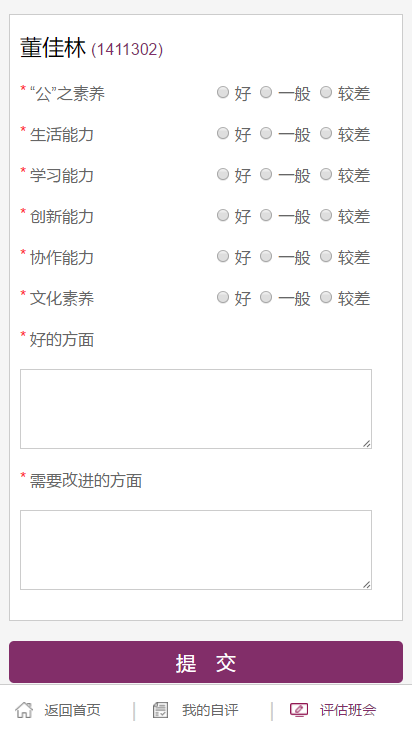 董佳林 (1411302)
* “公”之素养 好 一般 较差
* 生活能力 好 一般 较差
* 学习能力 好 一般 较差
* 创新能力 好 一般 较差
* 协作能力 好 一般 较差
* 文化素养 好 一般 较差
* 好的方面
* 需要改进的方面
提 交
返回首页 | 我的自评 | 评估班会